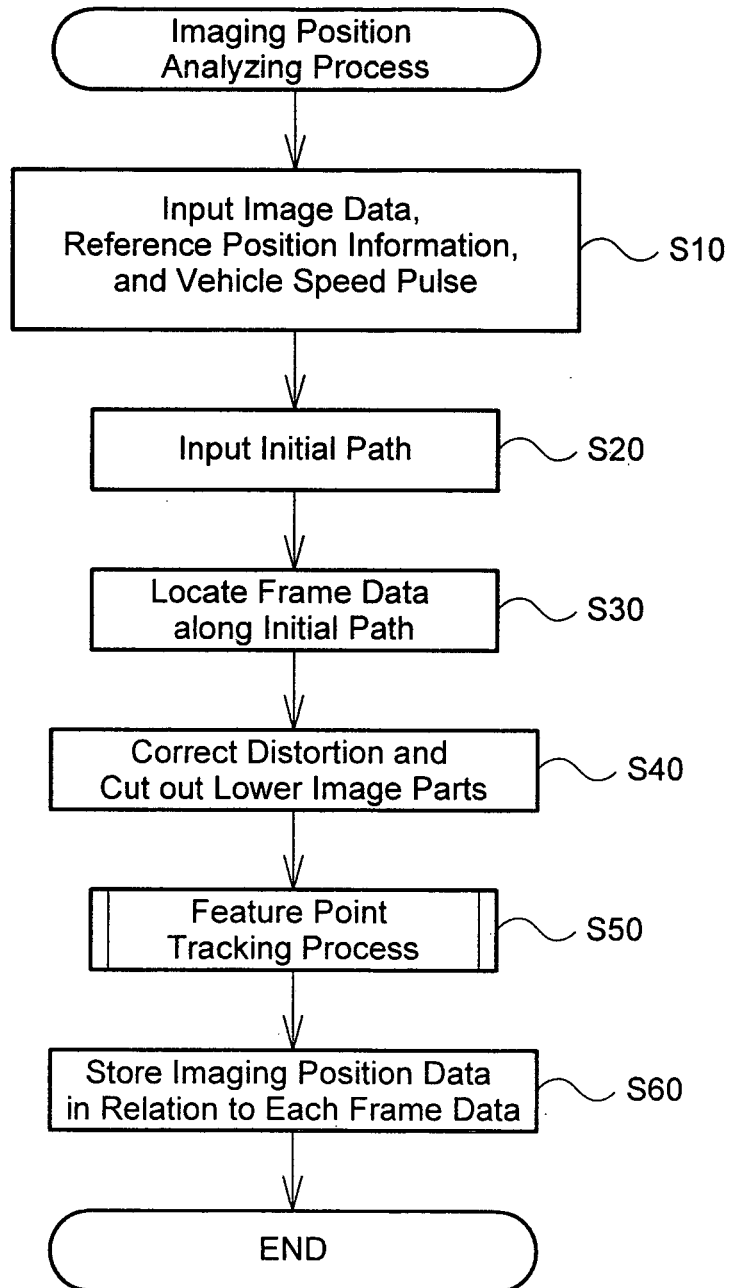 Imaging Position
Analyzing Process
Input Image Data,
Reference Position Information,
and Vehicle Speed Pulse
S10
Input Initial Path
S20
Locate Frame Data
along Initial Path
S30
Correct Distortion and
Cut out Lower Image Parts
S40
Feature Point
Tracking Process
S50
Store Imaging Position Data
in Relation to Each Frame Data
S60
END